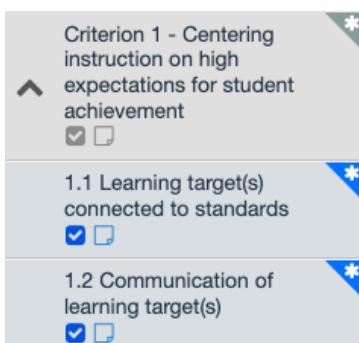 Criterion 1 - Centering
instruction on high
expectations for student
achievement
1.1 Learning target(s)
connected to standards
1.2 Communication of
learning target(s)